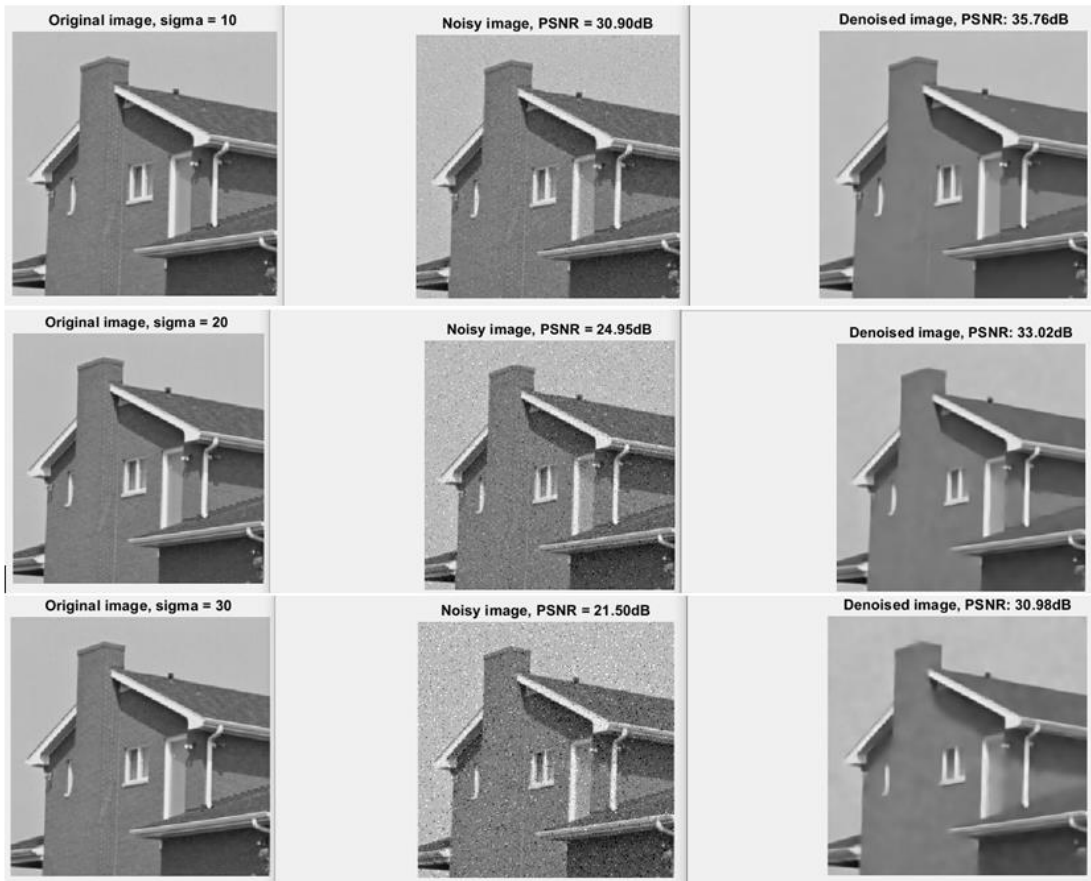 Original image, sigma = 10
Noisy image, PSNR = 30.90dB
Denoised image, PSNR: 35.76dB
Original image, sigma = 20
Noisy image, PSNR = 24.95dB
Denoised image, PSNR: 33.02dB
Original image, sigma = 30
Noisy image, PSNR = 21.50dB
Denoised image, PSNR: 30.98dB